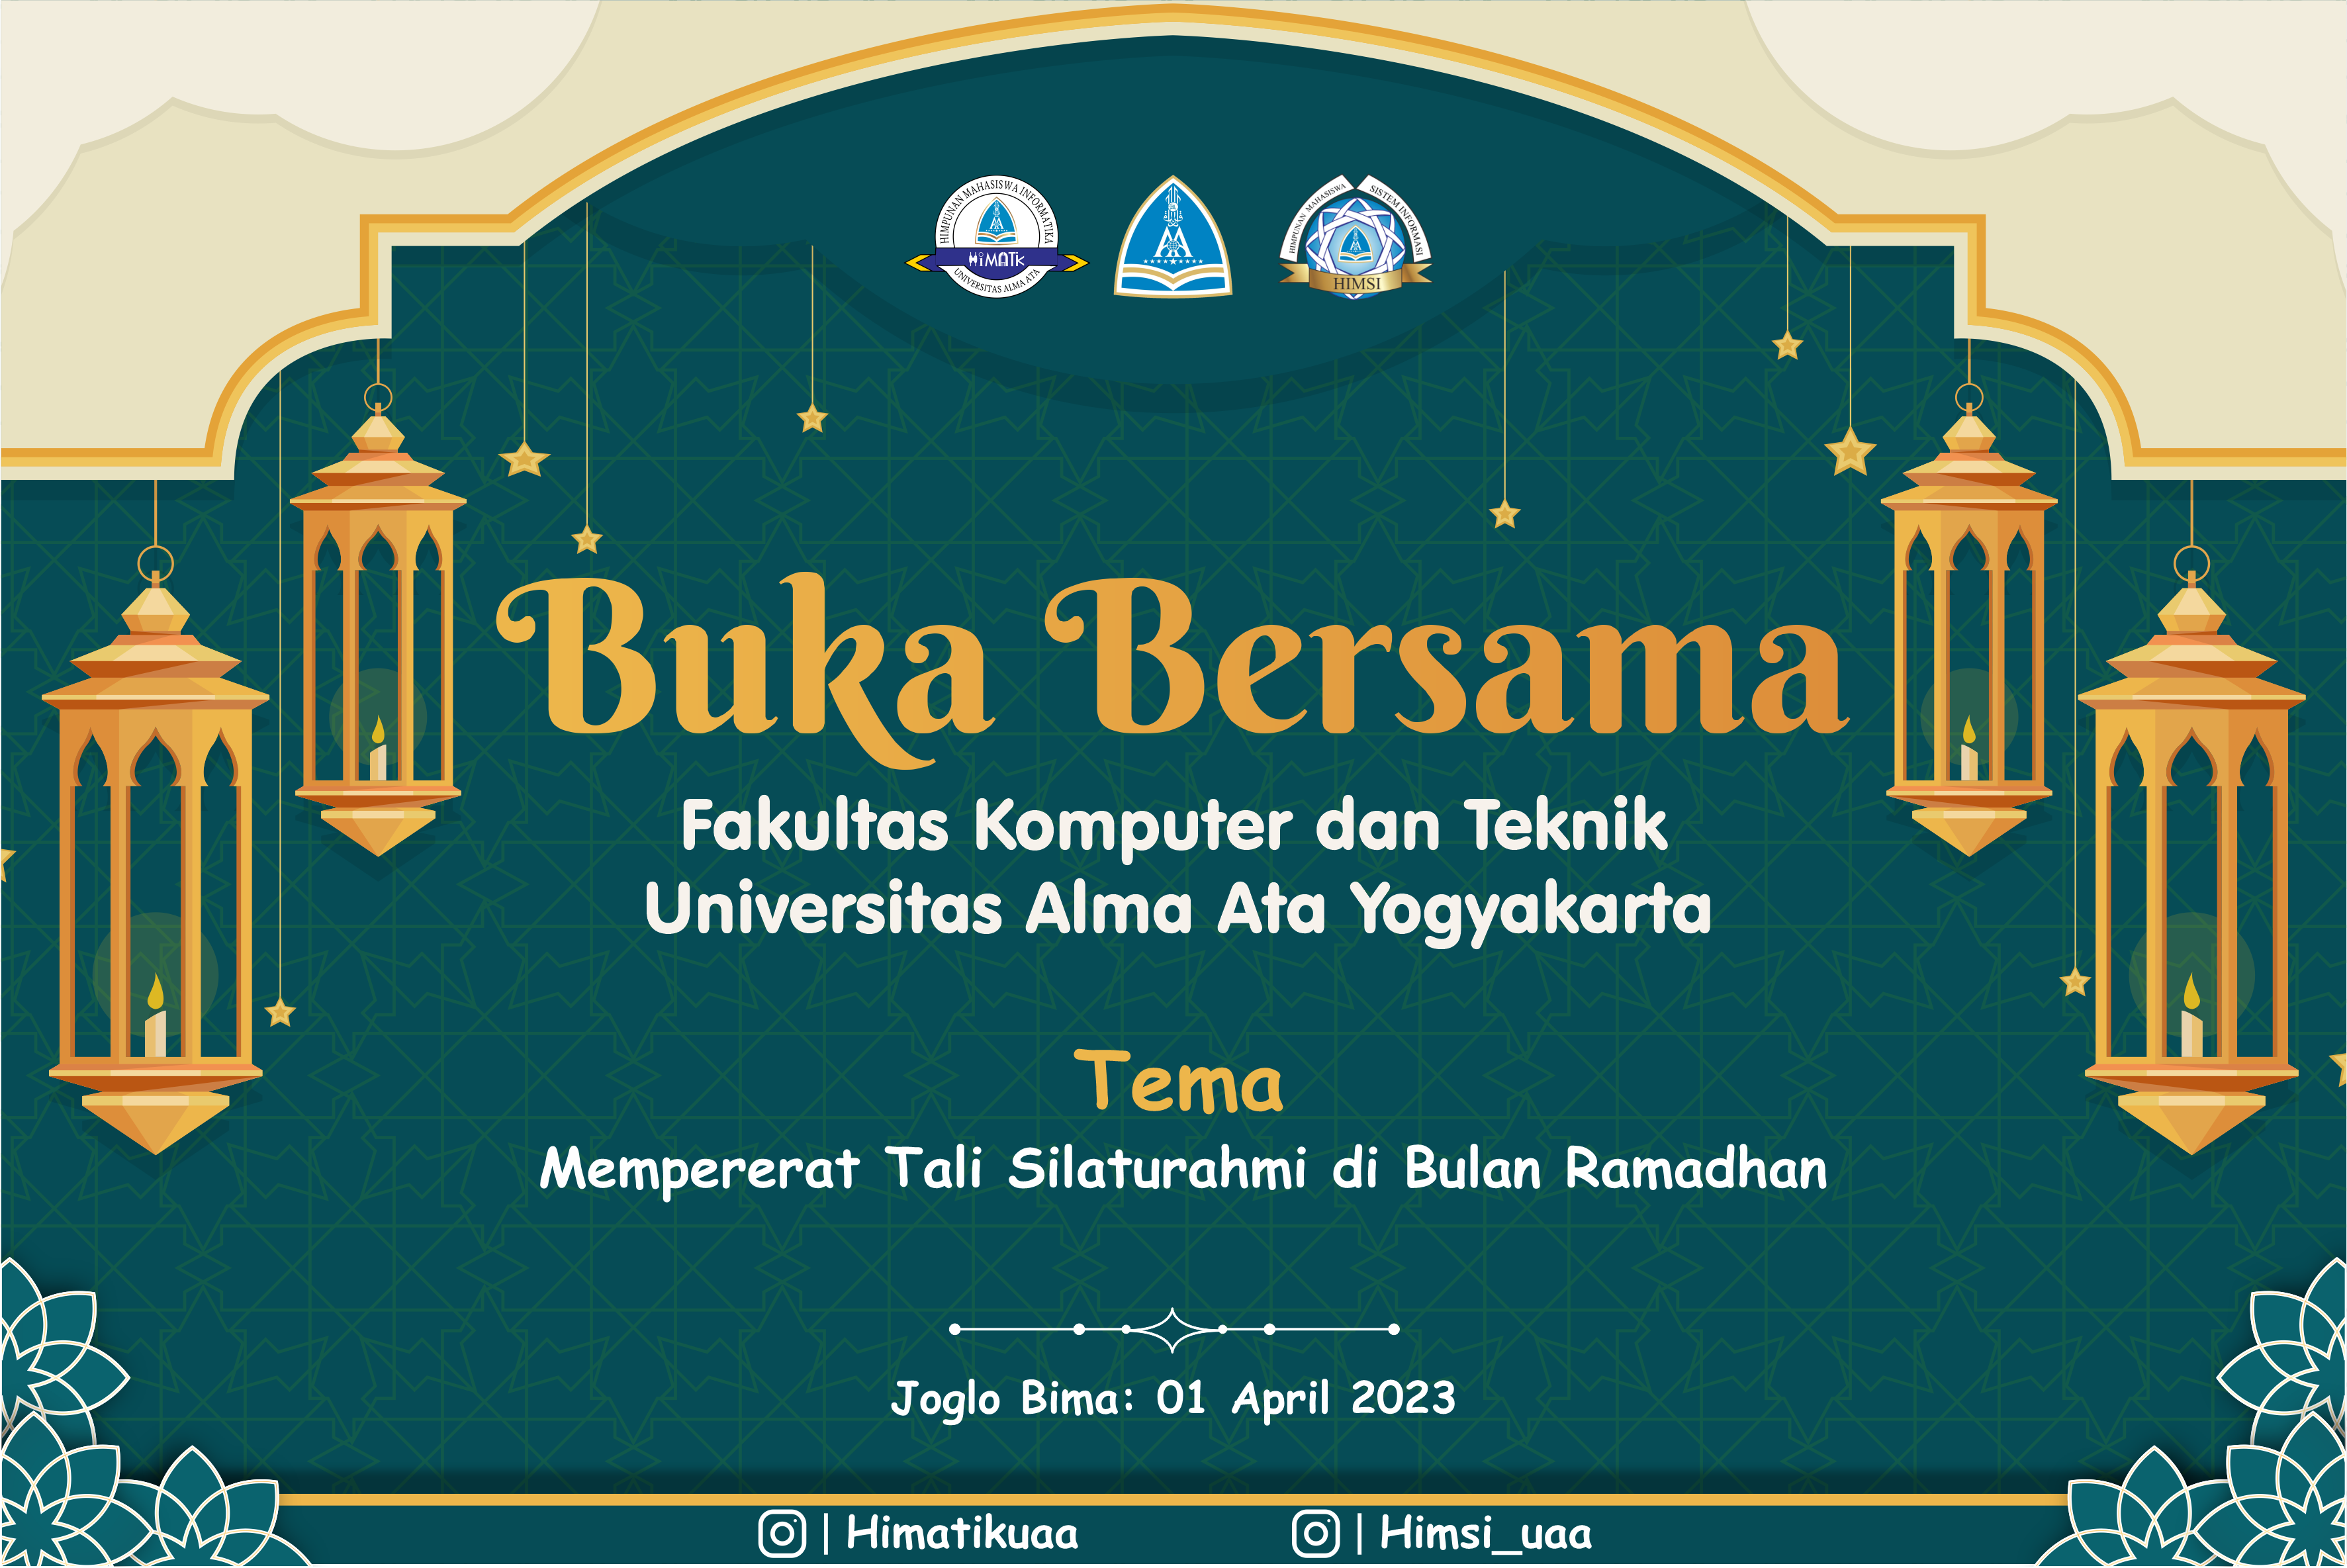 HIMPUNAN MAHASISWA INFORMATIKA
HiMATIk
UNIVERSITAS ALMA ATA
HIMPUNAN MAHASISWA SISTEM INFORMASI
HIMSI
Buka Bersama
Fakultas Komputer dan Teknik
Universitas Alma Ata Yogyakarta
Tema
Mempererat Tali Silaturahmi di Bulan Ramadhan
Joglo Bima: 01 April 2023
| Himatikuaa
| Himsi_uaa